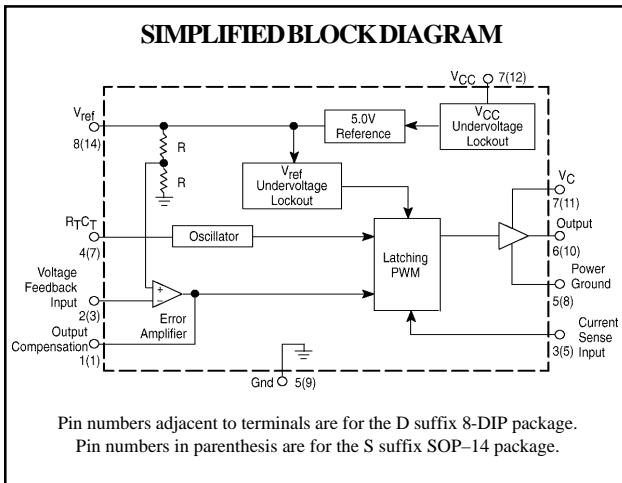 SIMPLIFIED BLOCK DIAGRAM
VCC 7(12)
Vref
8(14)
R
R
5.0V
Reference
VCC
Undervoltage
Lockout
Vref
Undervoltage
Lockout
VC
7(11)
RTCT
4(7)
Oscillator
Latching
PWM
Output
6(10)
Voltage
Feedback
Input
2(3)
+
–
Error
Amplifier
Power
Ground
5(8)
Output
Compensation
1(1)
Current
Sense
Input
3(5)
Gnd 5(9)
Pin numbers adjacent to terminals are for the D suffix 8-DIP package.
Pin numbers in parenthesis are for the S suffix SOP–14 package.